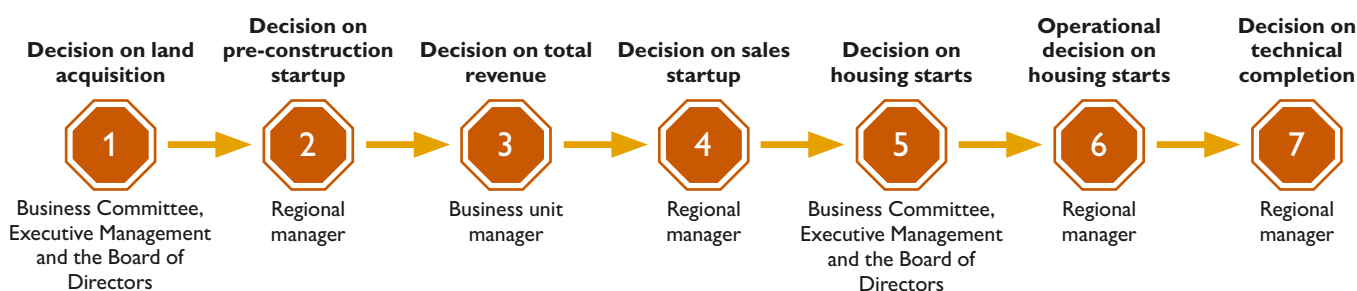 Decision on land
acquisition
1
Business Committee,
Executive Management
and the Board of
Directors
Decision on
pre-construction
startup
2
Regional
manager
Decision on total
revenue
3
Business unit
manager
Decision on sales
startup
4
Regional
manager
Decision on
housing starts
5
Business Committee,
Executive Management
and the Board of
Directors
Operational
decision on
housing starts
6
Regional
manager
Decision on
technical
completion
7
Regional
manager